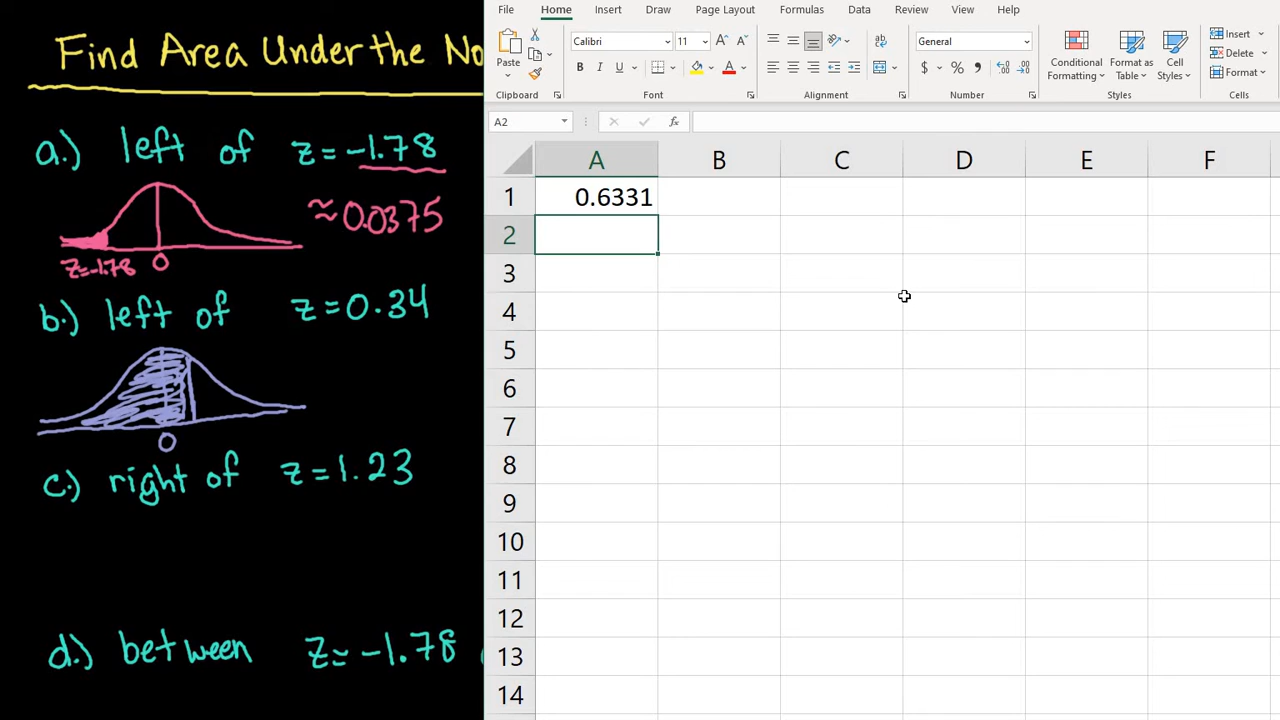 Find Area Under the No
a.) left of z = -1.78
≈ 0.0375
z=-1.78 0
b.) left of z = 0.34
0
c.) right of z = 1.23
d.) between z = -1.78
File Home Insert Draw Page Layout Formulas Data Review View Help
Paste
Clipboard
Calibri 11
B I U
Font
ab
Alignment
General
$ % ,
Number
Conditional Formatting
Format as Table
Cell Styles
Styles
Insert
Delete
Format
Cells
A2 fx
A B C D E F
1 0.6331
2
3
4
5
6
7
8
9
10
11
12
13
14